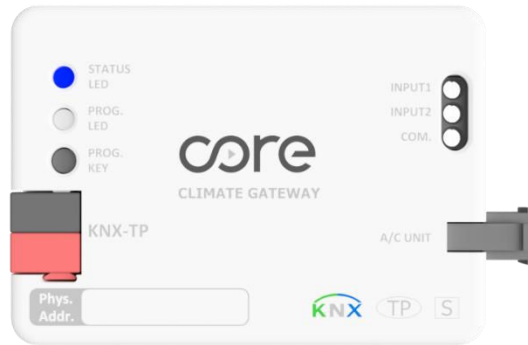 STATUS
LED
PROG.
LED
PROG.
KEY
INPUT1
INPUT2
COM.
core
CLIMATE GATEWAY
KNX-TP
A/C UNIT
Phys.
Addr.
KNX TP S